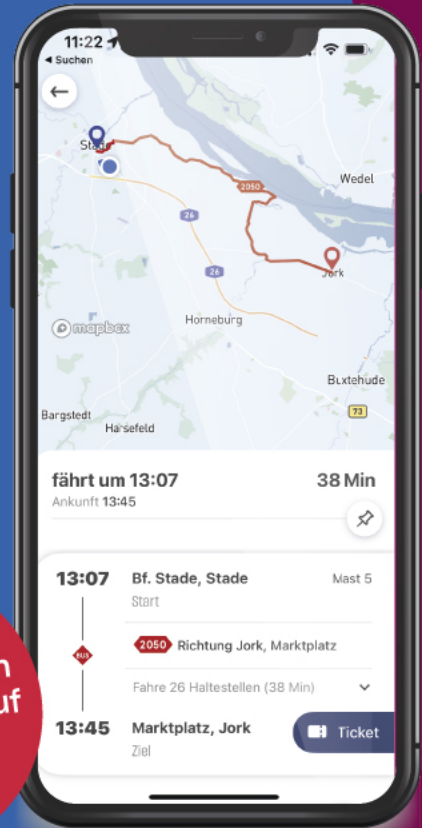 11:22
Suchen
Stade
2050
Wedel
26
26
Jork
mapbox
Horneburg
Buxtehude
73
Bargstedt
Harsefeld
fährt um 13:07 38 Min
Ankunft 13:45
13:07 Bf. Stade, Stade Mast 5
Start
BUS 2050 Richtung Jork, Marktplatz
Fahre 26 Haltestellen (38 Min)
13:45 Marktplatz, Jork Ticket
Ziel